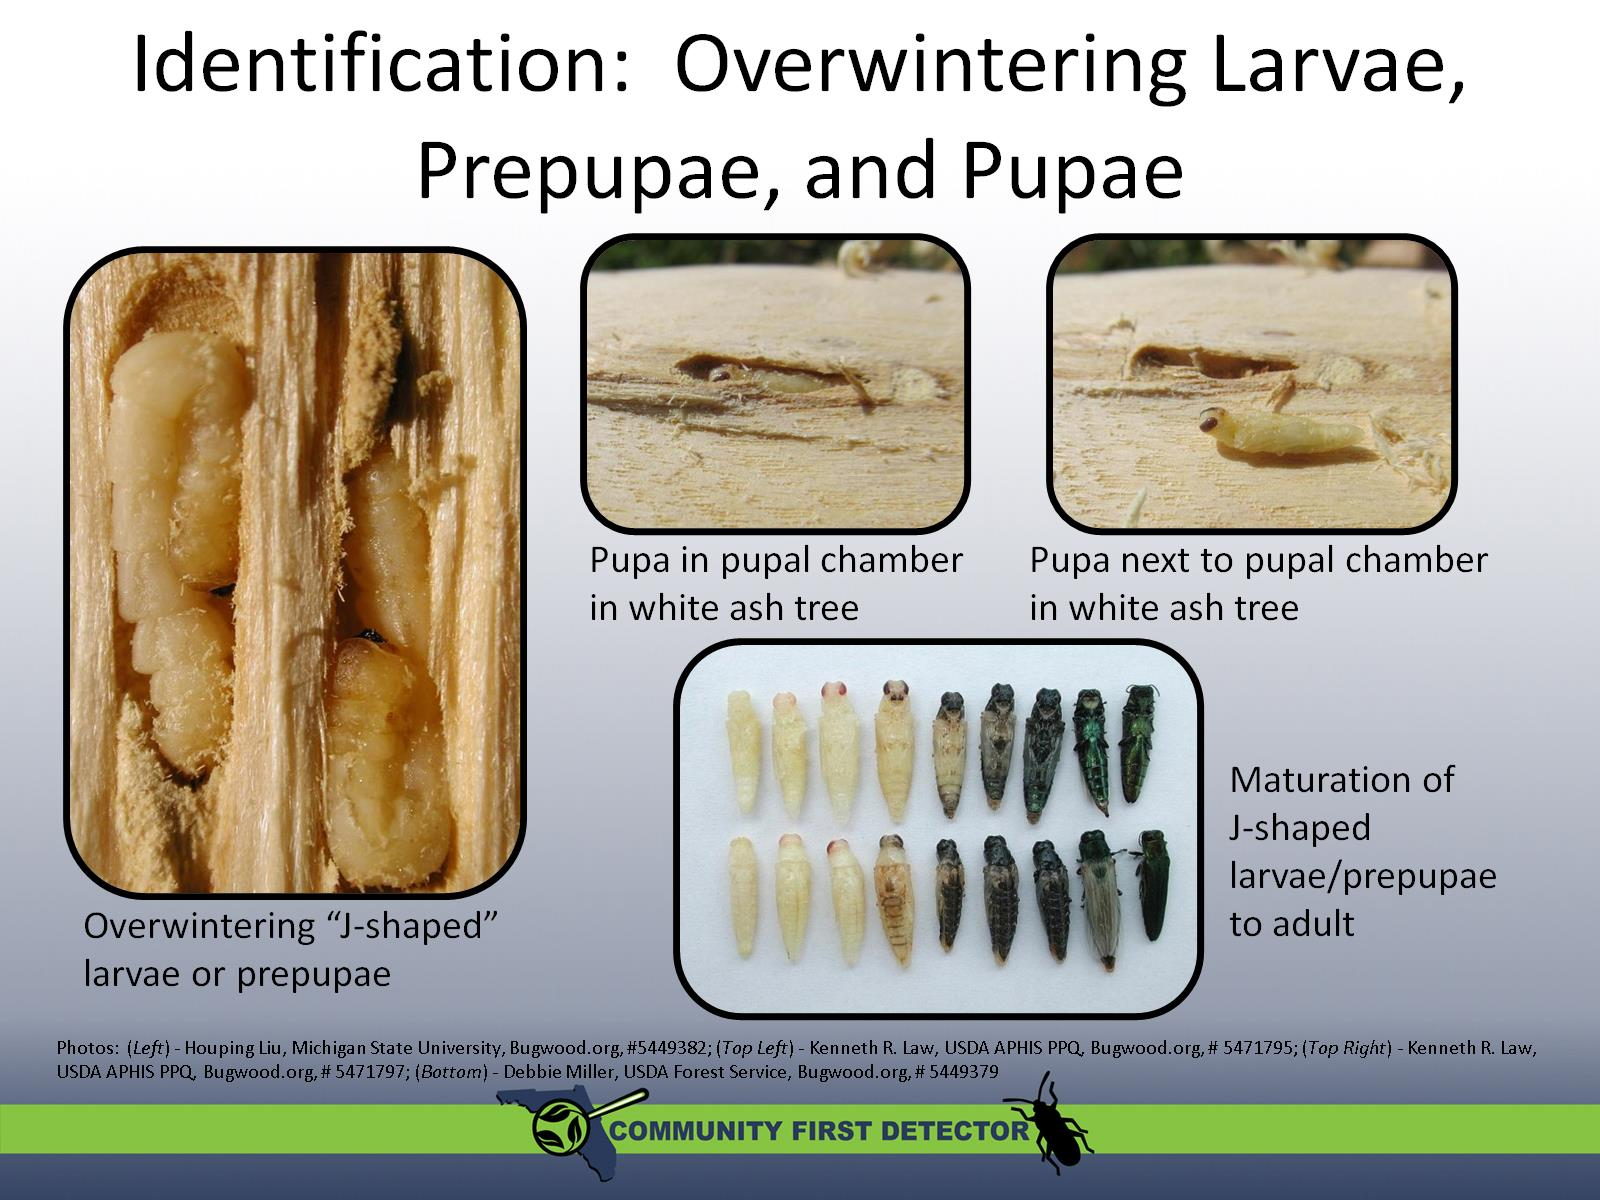 Identification:  Overwintering Larvae,
Prepupae, and Pupae
Pupa in pupal chamber
in white ash tree
Pupa next to pupal chamber
in white ash tree
Maturation of
J-shaped
larvae/prepupae
to adult
Overwintering “J-shaped”
larvae or prepupae
Photos:  (Left) - Houping Liu, Michigan State University, Bugwood.org, #5449382; (Top Left) - Kenneth R. Law, USDA APHIS PPQ, Bugwood.org, # 5471795; (Top Right) - Kenneth R. Law,
USDA APHIS PPQ, Bugwood.org, # 5471797; (Bottom) - Debbie Miller, USDA Forest Service, Bugwood.org, # 5449379
COMMUNITY FIRST DETECTOR